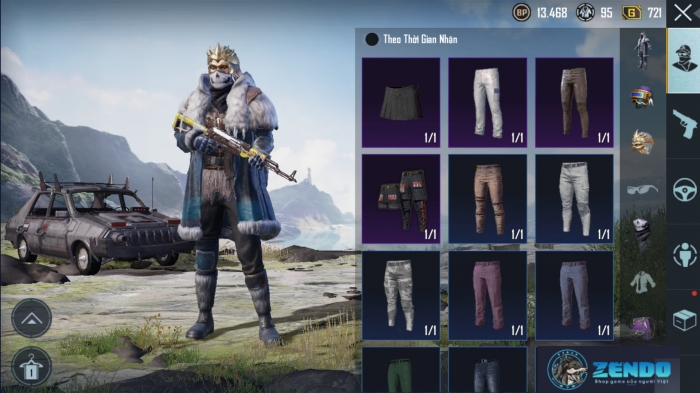 BP 13.468 95 G 721
Theo Thời Gian Nhận
1/1 1/1 1/1
1/1 1/1 1/1
1/1 1/1 1/1
ZENDO
Shop game của người Việt